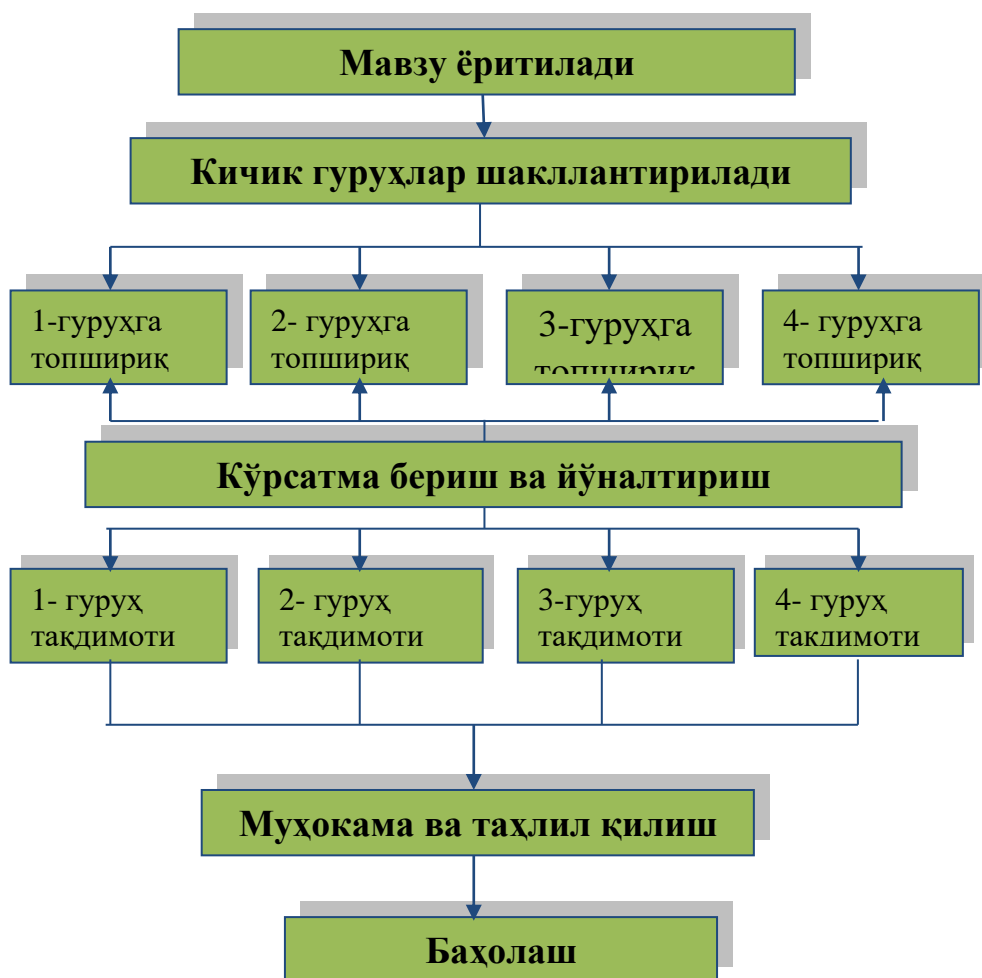 Мавзу ёритилади
Кичик гуруҳлар шакллантирилади
1-гуруҳга
топшириқ
2- гуруҳга
топшириқ
3-гуруҳга
топшириқ
4- гуруҳга
топшириқ
Кўрсатма бериш ва йўналтириш
1- гуруҳ
тақдимоти
2- гуруҳ
тақдимоти
3-гуруҳ
тақдимоти
4- гуруҳ
тақдимоти
Муҳокама ва таҳлил қилиш
Баҳолаш